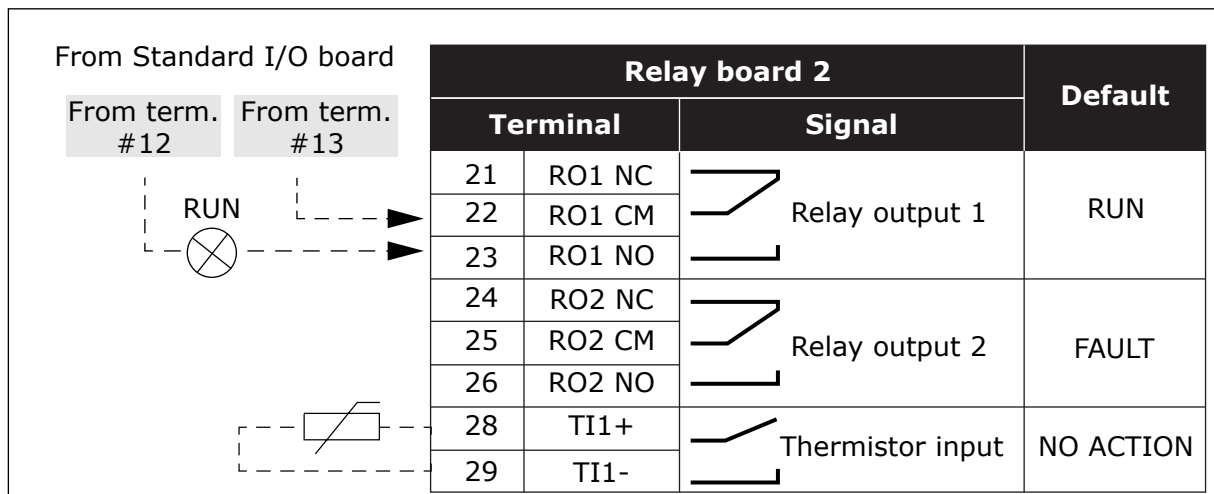 From Standard I/O board
From term. #12
From term. #13
RUN
Relay board 2
Default
Terminal
Signal
21 RO1 NC
22 RO1 CM
23 RO1 NO
Relay output 1
RUN
24 RO2 NC
25 RO2 CM
26 RO2 NO
Relay output 2
FAULT
28 TI1+
29 TI1-
Thermistor input
NO ACTION